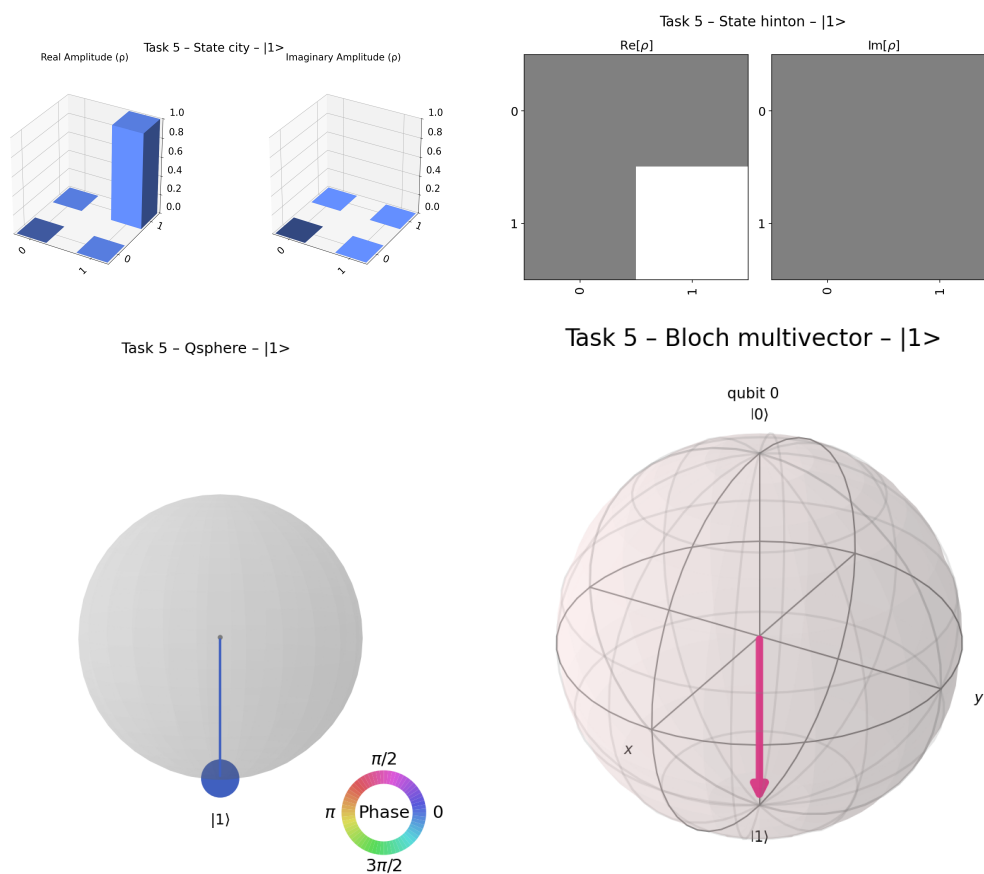 Task 5 – State city – |1>
Real Amplitude (ρ)
Imaginary Amplitude (ρ)
1.0
0.8
0.6
0.4
0.2
0.0
0
1
0
1
1.0
0.8
0.6
0.4
0.2
0.0
0
1
0
1
Task 5 – State hinton – |1>
Re[ρ]
Im[ρ]
0
1
0
1
0
1
0
1
Task 5 – Qsphere – |1>
|1⟩
π/2
π
Phase
0
3π/2
Task 5 – Bloch multivector – |1>
qubit 0
|0⟩
x
y
|1⟩